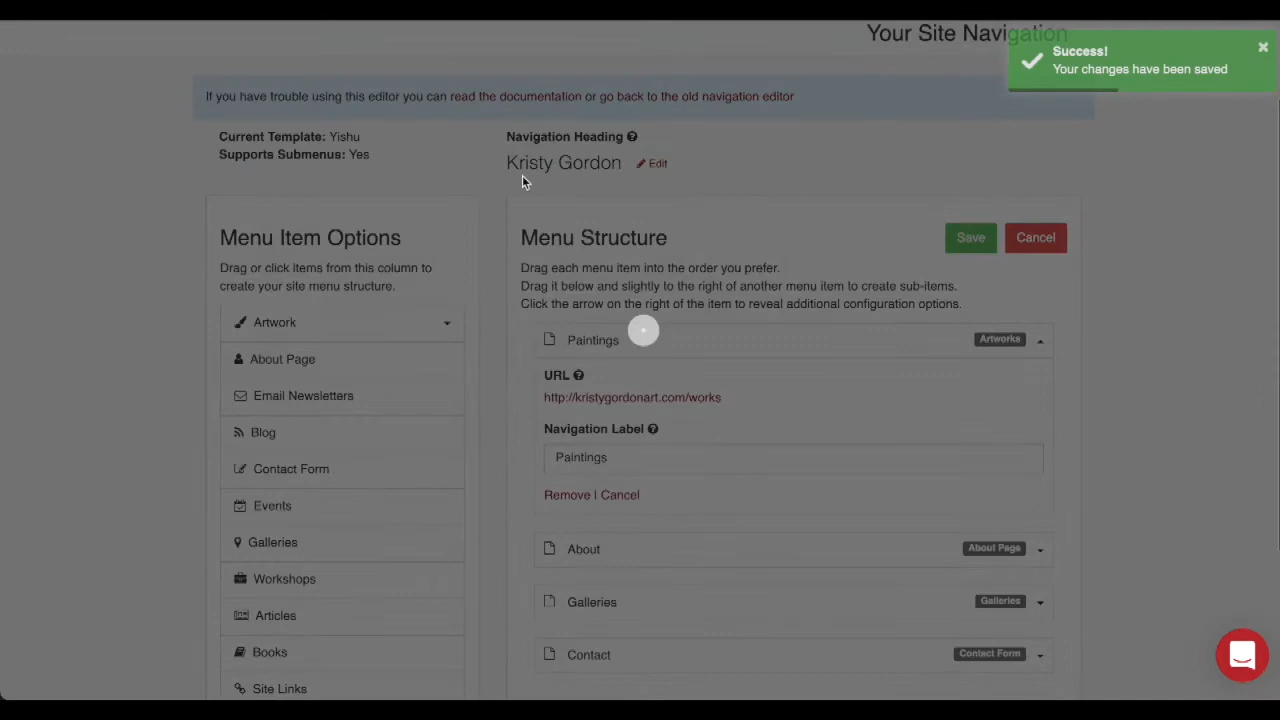 Your Site Navigation
Success!
Your changes have been saved
If you have trouble using this editor you can read the documentation or go back to the old navigation editor
Current Template: Yishu
Supports Submenus: Yes
Navigation Heading
Kristy Gordon
Edit
Menu Item Options
Drag or click items from this column to
create your site menu structure.
Artwork
About Page
Email Newsletters
Blog
Contact Form
Events
Galleries
Workshops
Articles
Books
Site Links
Menu Structure
Save
Cancel
Drag each menu item into the order you prefer.
Drag it below and slightly to the right of another menu item to create sub-items.
Click the arrow on the right of the item to reveal additional configuration options.
Paintings
Artworks
URL
http://kristygordonart.com/works
Navigation Label
Paintings
Remove | Cancel
About
About Page
Galleries
Galleries
Contact
Contact Form